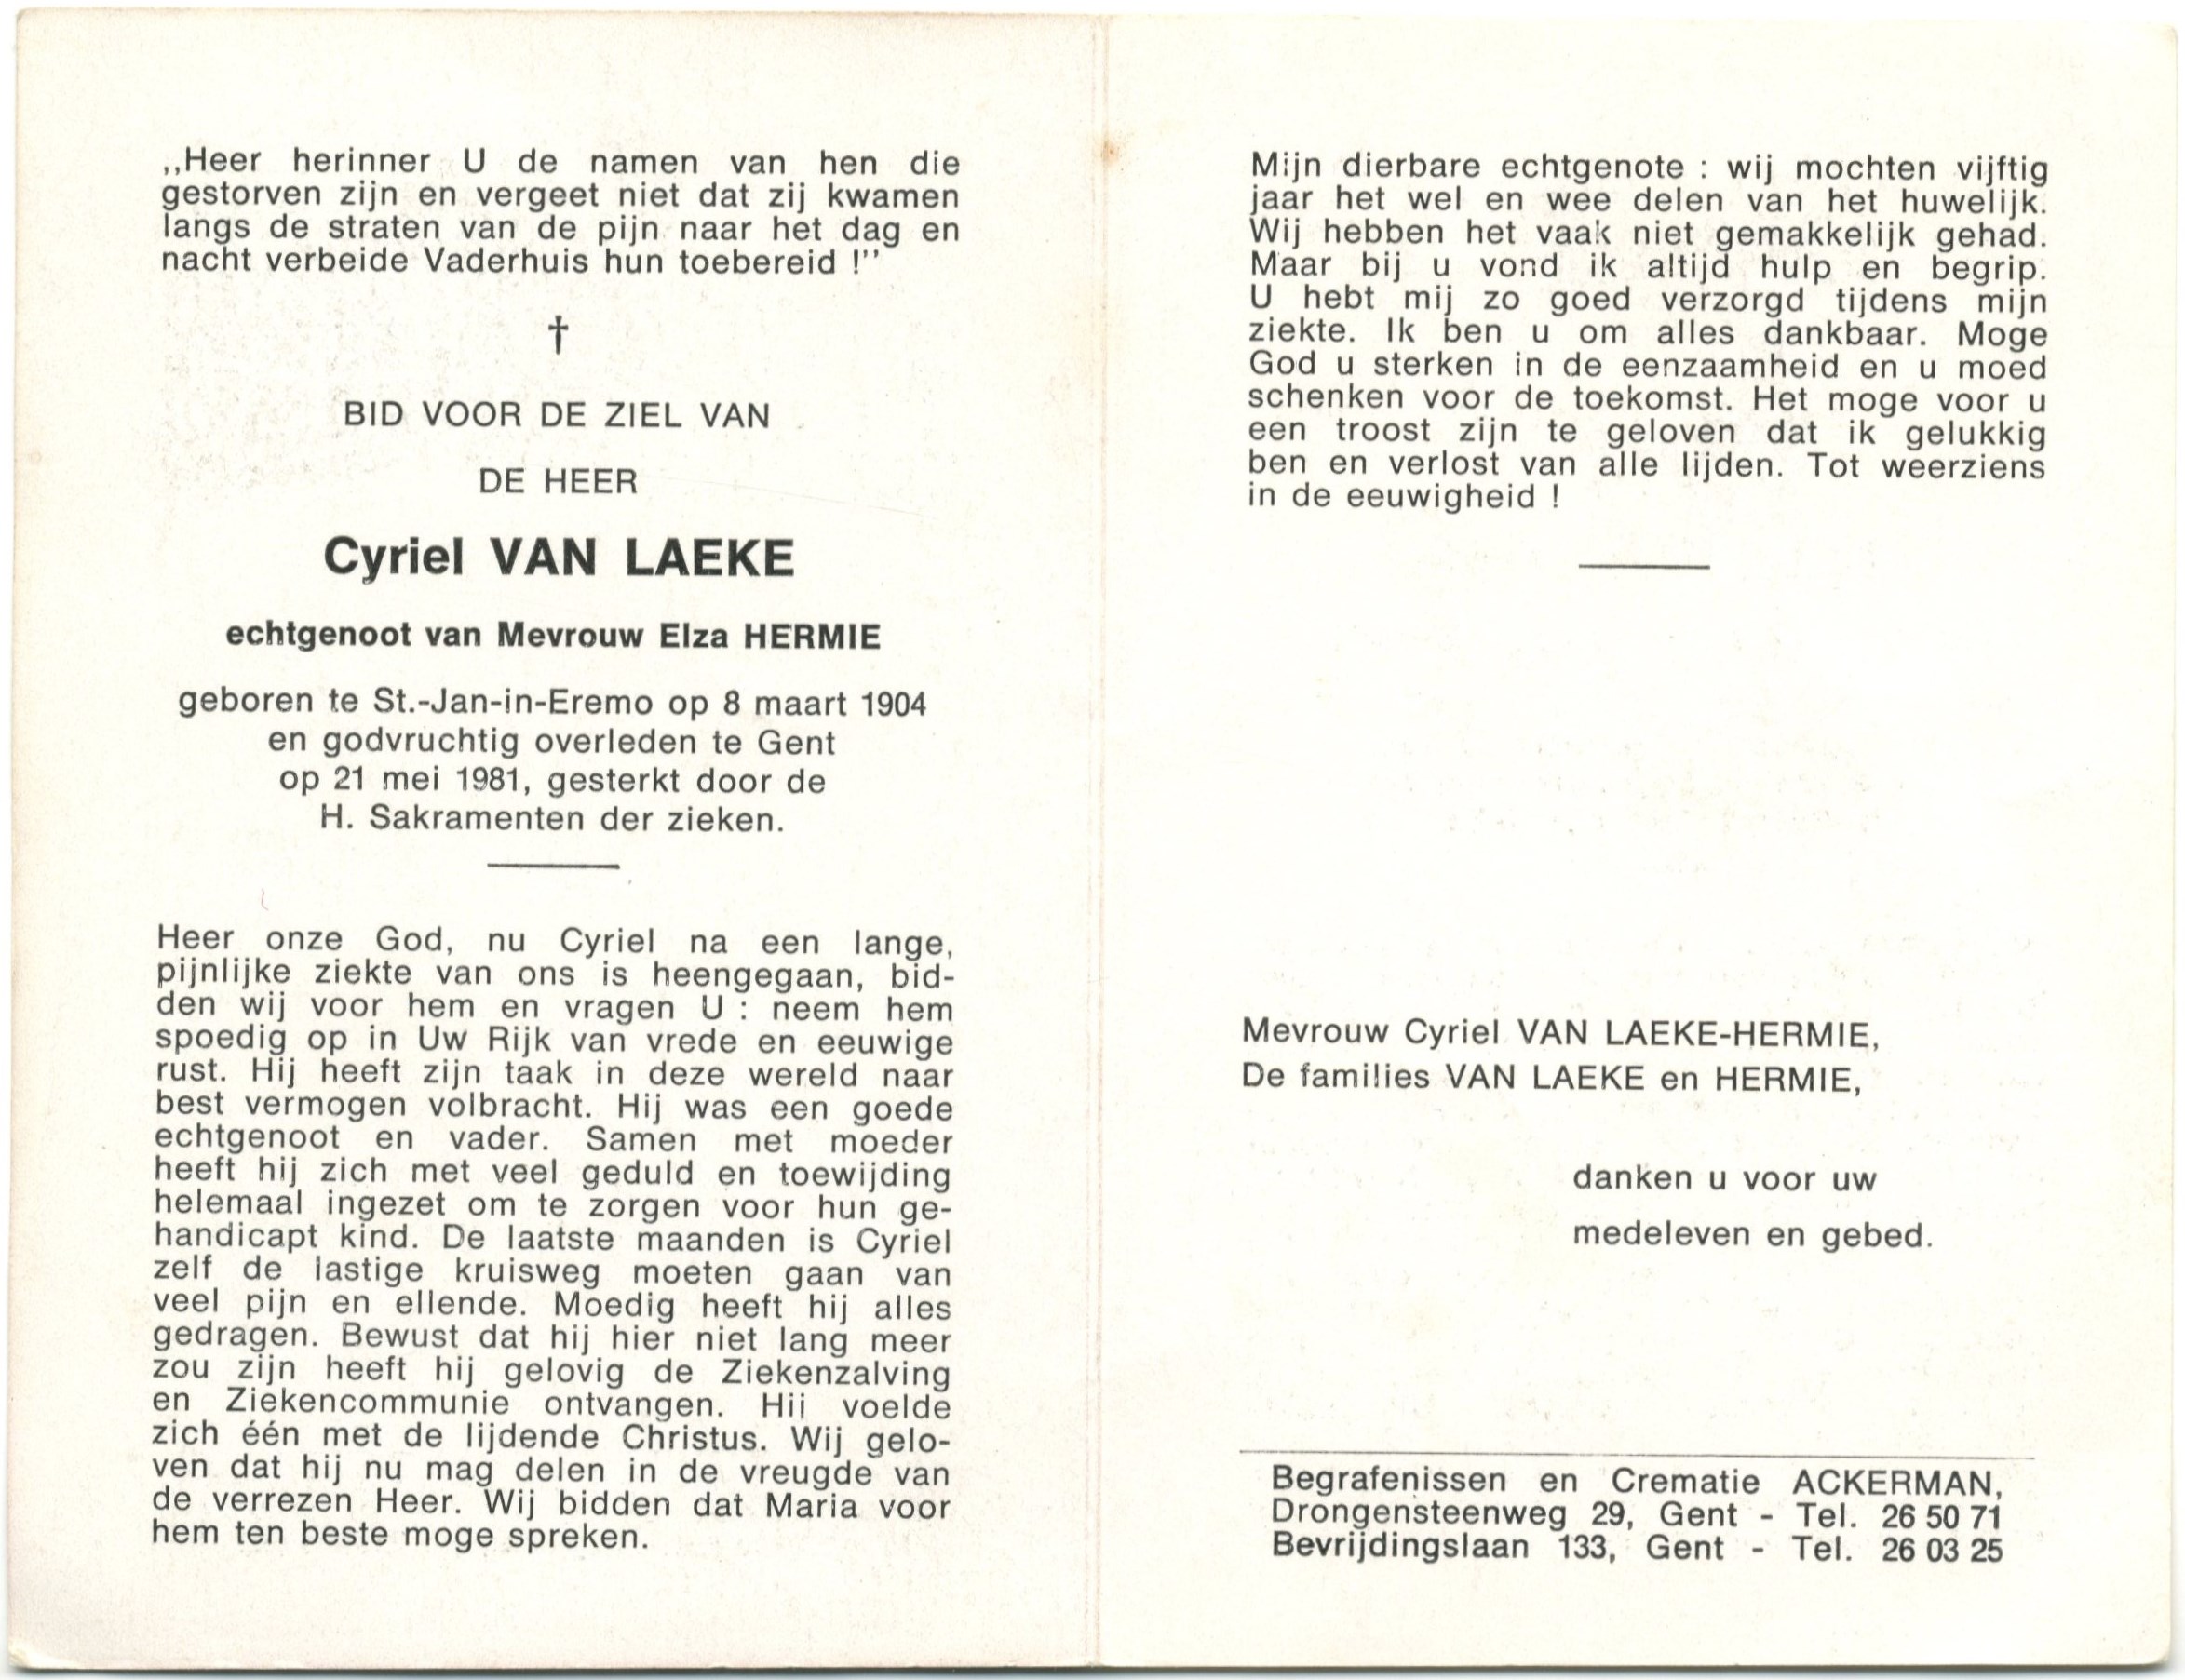 ,,Heer herinner U de namen van hen die
gestorven zijn en vergeet niet dat zij kwamen
langs de straten van de pijn naar het dag en
nacht verbeide Vaderhuis hun toebereid !"
†
BID VOOR DE ZIEL VAN
DE HEER
Cyriel VAN LAEKE
echtgenoot van Mevrouw Elza HERMIE
geboren te St.-Jan-in-Eremo op 8 maart 1904
en godvruchtig overleden te Gent
op 21 mei 1981, gesterkt door de
H. Sakramenten der zieken.
Heer onze God, nu Cyriel na een lange,
pijnlijke ziekte van ons is heengegaan, bid-
den wij voor hem en vragen U : neem hem
spoedig op in Uw Rijk van vrede en eeuwige
rust. Hij heeft zijn taak in deze wereld naar
best vermogen volbracht. Hij was een goede
echtgenoot en vader. Samen met moeder
heeft hij zich met veel geduld en toewijding
helemaal ingezet om te zorgen voor hun ge-
handicapt kind. De laatste maanden is Cyriel
zelf de lastige kruisweg moeten gaan van
veel pijn en ellende. Moedig heeft hij alles
gedragen. Bewust dat hij hier niet lang meer
zou zijn heeft hij gelovig de Ziekenzalving
en Ziekencommunie ontvangen. Hij voelde
zich één met de lijdende Christus. Wij gelo-
ven dat hij nu mag delen in de vreugde van
de verrezen Heer. Wij bidden dat Maria voor
hem ten beste moge spreken.
Mijn dierbare echtgenote : wij mochten vijftig
jaar het wel en wee delen van het huwelijk.
Wij hebben het vaak niet gemakkelijk gehad.
Maar bij u vond ik altijd hulp en begrip.
U hebt mij zo goed verzorgd tijdens mijn
ziekte. Ik ben u om alles dankbaar. Moge
God u sterken in de eenzaamheid en u moed
schenken voor de toekomst. Het moge voor u
een troost zijn te geloven dat ik gelukkig
ben en verlost van alle lijden. Tot weerziens
in de eeuwigheid !
Mevrouw Cyriel VAN LAEKE-HERMIE,
De families VAN LAEKE en HERMIE,
danken u voor uw
medeleven en gebed.
Begrafenissen en Crematie ACKERMAN,
Drongensteenweg 29, Gent - Tel. 26 50 71
Bevrijdingslaan 133, Gent - Tel. 26 03 25